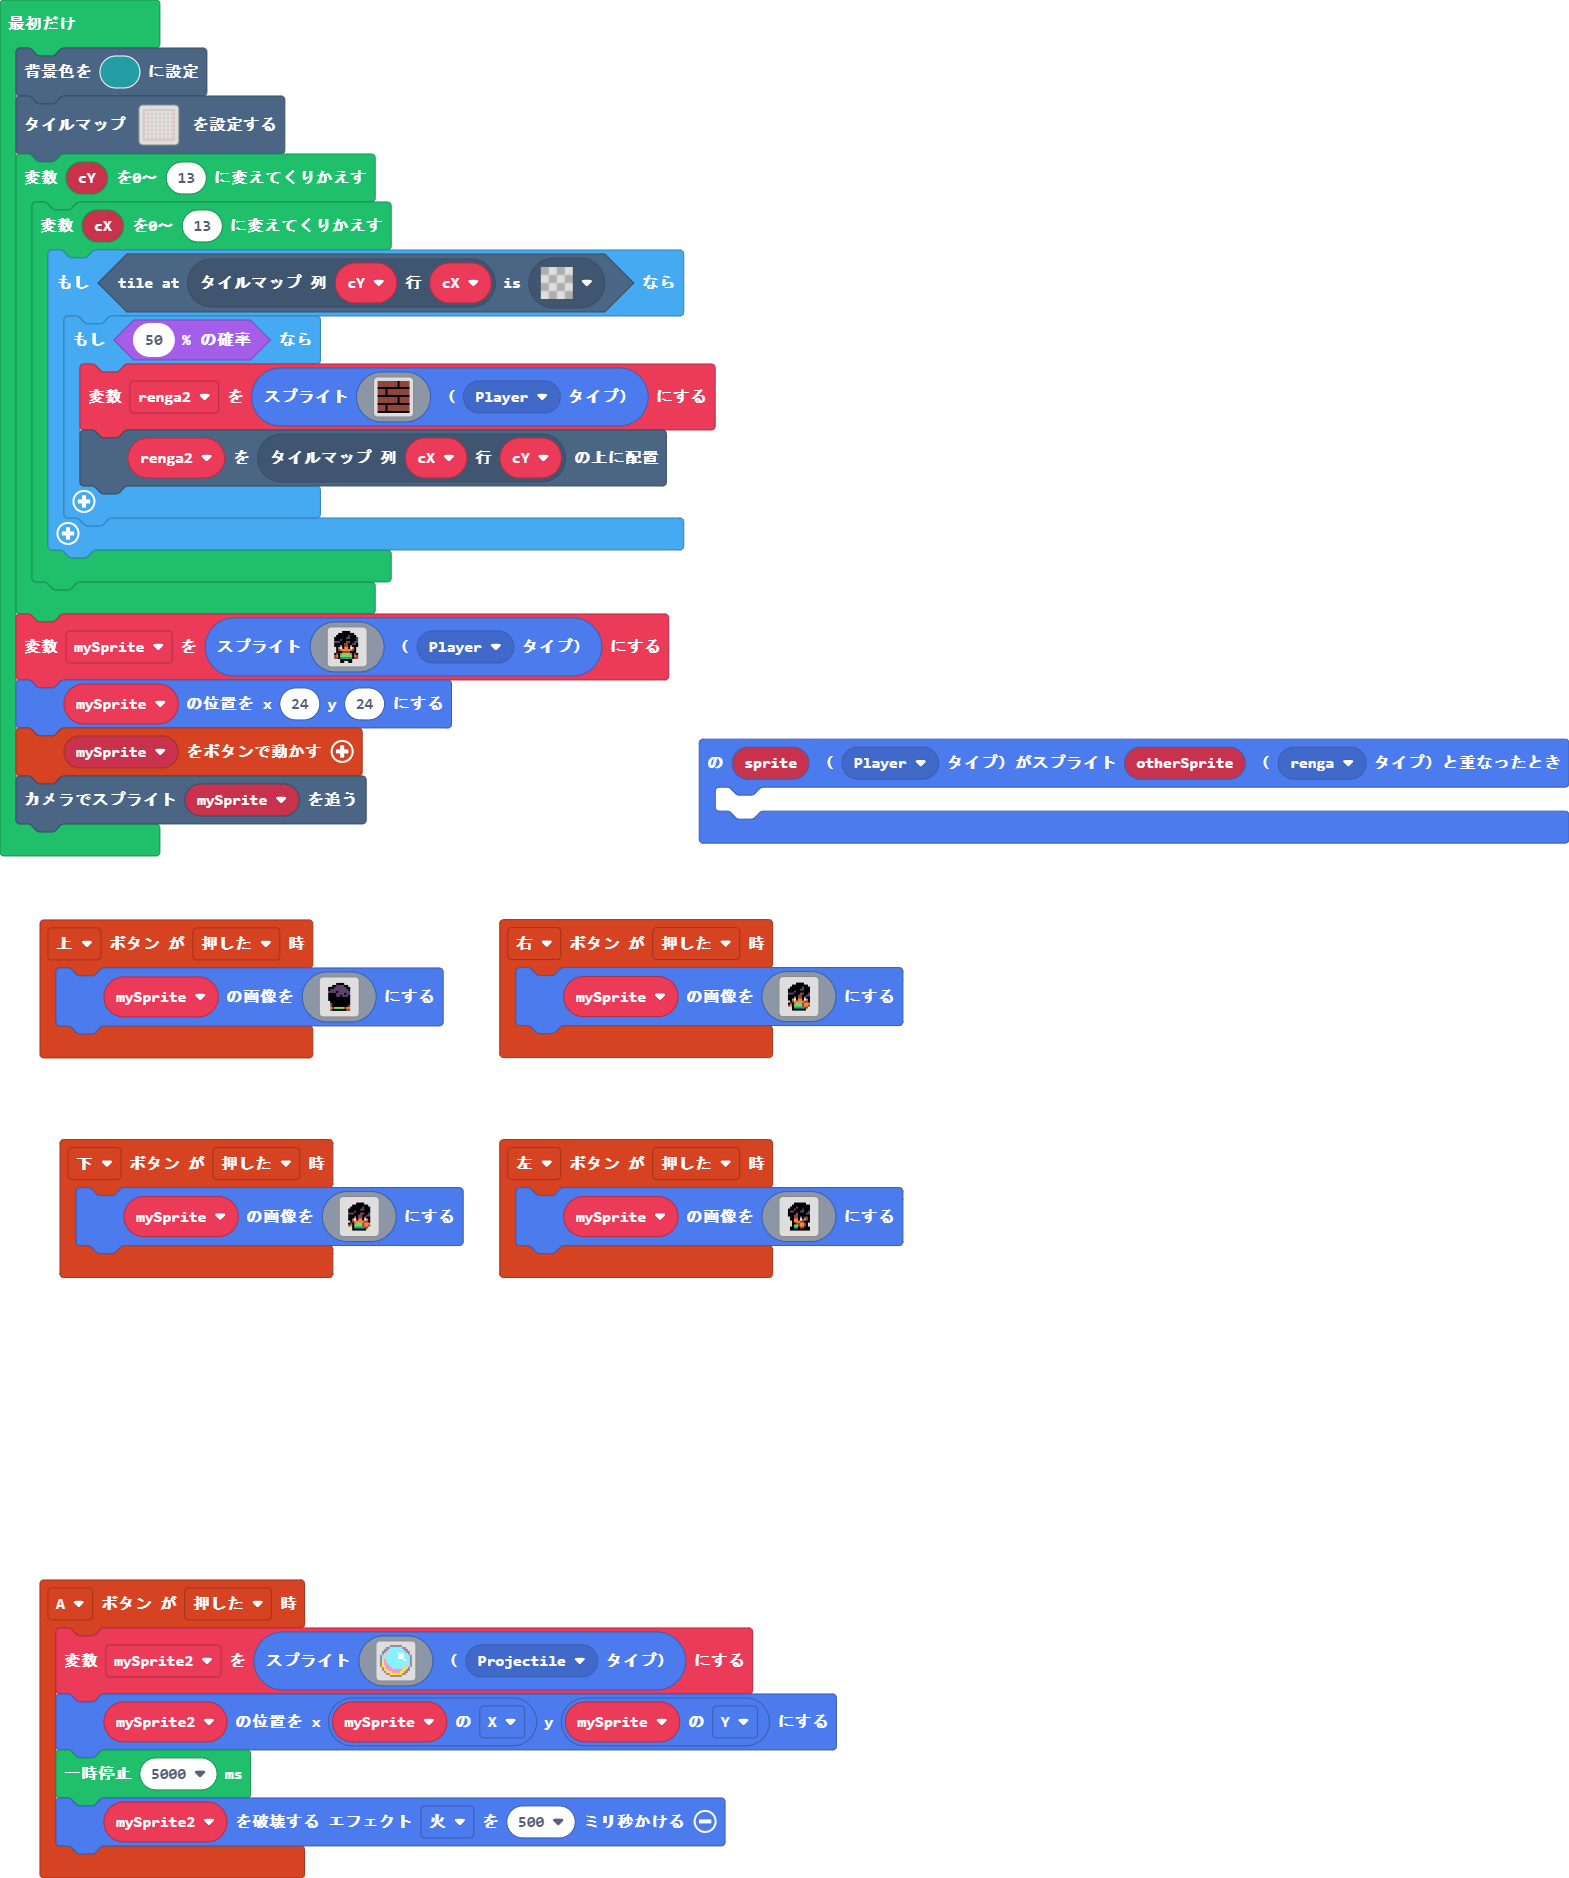 最初だけ
背景色を に設定
タイルマップ を設定する
変数 cY を0～ 13 に変えてくりかえす
変数 cX を0～ 13 に変えてくりかえす
もし tile at タイルマップ 列 cY 行 cX is なら
もし 50 % の確率 なら
変数 renga2 を スプライト ( Player タイプ) にする
renga2 を タイルマップ 列 cX 行 cY の上に配置
変数 mySprite を スプライト ( Player タイプ) にする
mySprite の位置を x 24 y 24 にする
mySprite をボタンで動かす
カメラでスプライト mySprite を追う
の sprite ( Player タイプ) がスプライト otherSprite ( renga タイプ) と重なったとき
上 ボタン が 押した 時
mySprite の画像を にする
右 ボタン が 押した 時
mySprite の画像を にする
下 ボタン が 押した 時
mySprite の画像を にする
左 ボタン が 押した 時
mySprite の画像を にする
A ボタン が 押した 時
変数 mySprite2 を スプライト ( Projectile タイプ) にする
mySprite2 の位置を x mySprite の X y mySprite の Y にする
一時停止 5000 ms
mySprite2 を破壊する エフェクト 火 を 500 ミリ秒かける